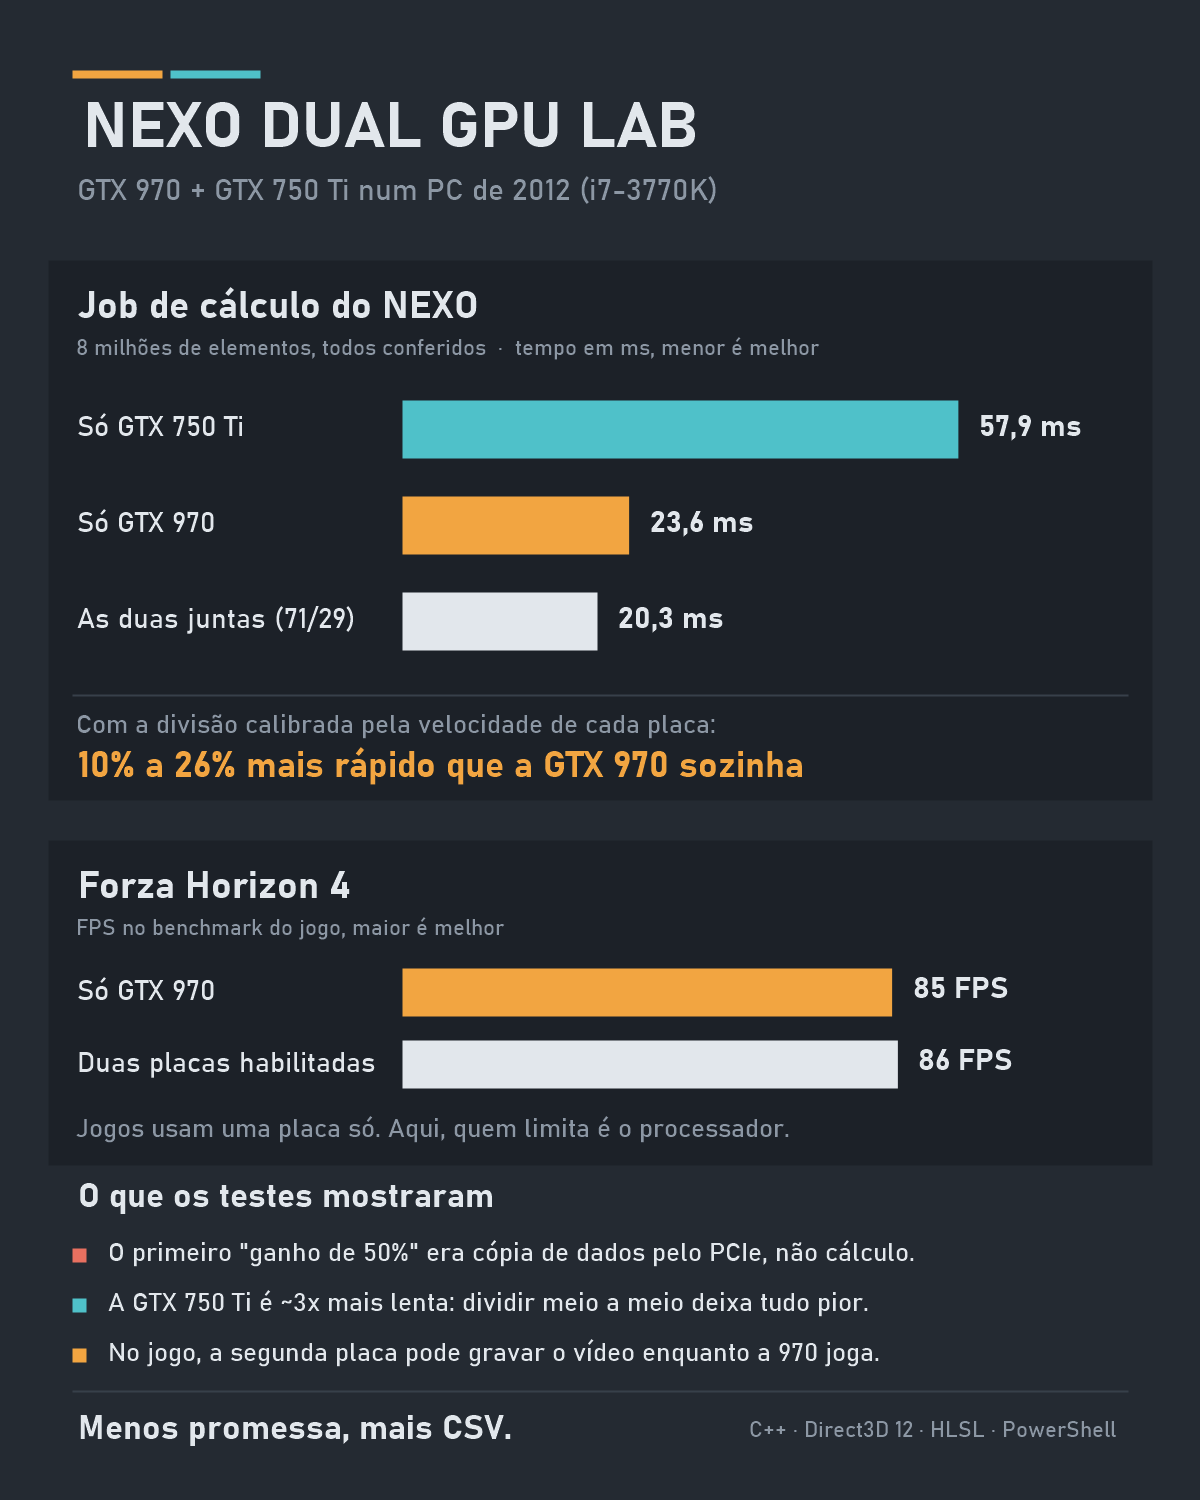 NEXO DUAL GPU LAB
GTX 970 + GTX 750 Ti num PC de 2012 (i7-3770K)
Job de cálculo do NEXO
8 milhões de elementos, todos conferidos · tempo em ms, menor é melhor
Só GTX 750 Ti
57,9 ms
Só GTX 970
23,6 ms
As duas juntas (71/29)
20,3 ms
Com a divisão calibrada pela velocidade de cada placa:
10% a 26% mais rápido que a GTX 970 sozinha
Forza Horizon 4
FPS no benchmark do jogo, maior é melhor
Só GTX 970
85 FPS
Duas placas habilitadas
86 FPS
Jogos usam uma placa só. Aqui, quem limita é o processador.
O que os testes mostraram
O primeiro "ganho de 50%" era cópia de dados pelo PCIe, não cálculo.
A GTX 750 Ti é ~3x mais lenta: dividir meio a meio deixa tudo pior.
No jogo, a segunda placa pode gravar o vídeo enquanto a 970 joga.
Menos promessa, mais CSV.
C++ · Direct3D 12 · HLSL · PowerShell